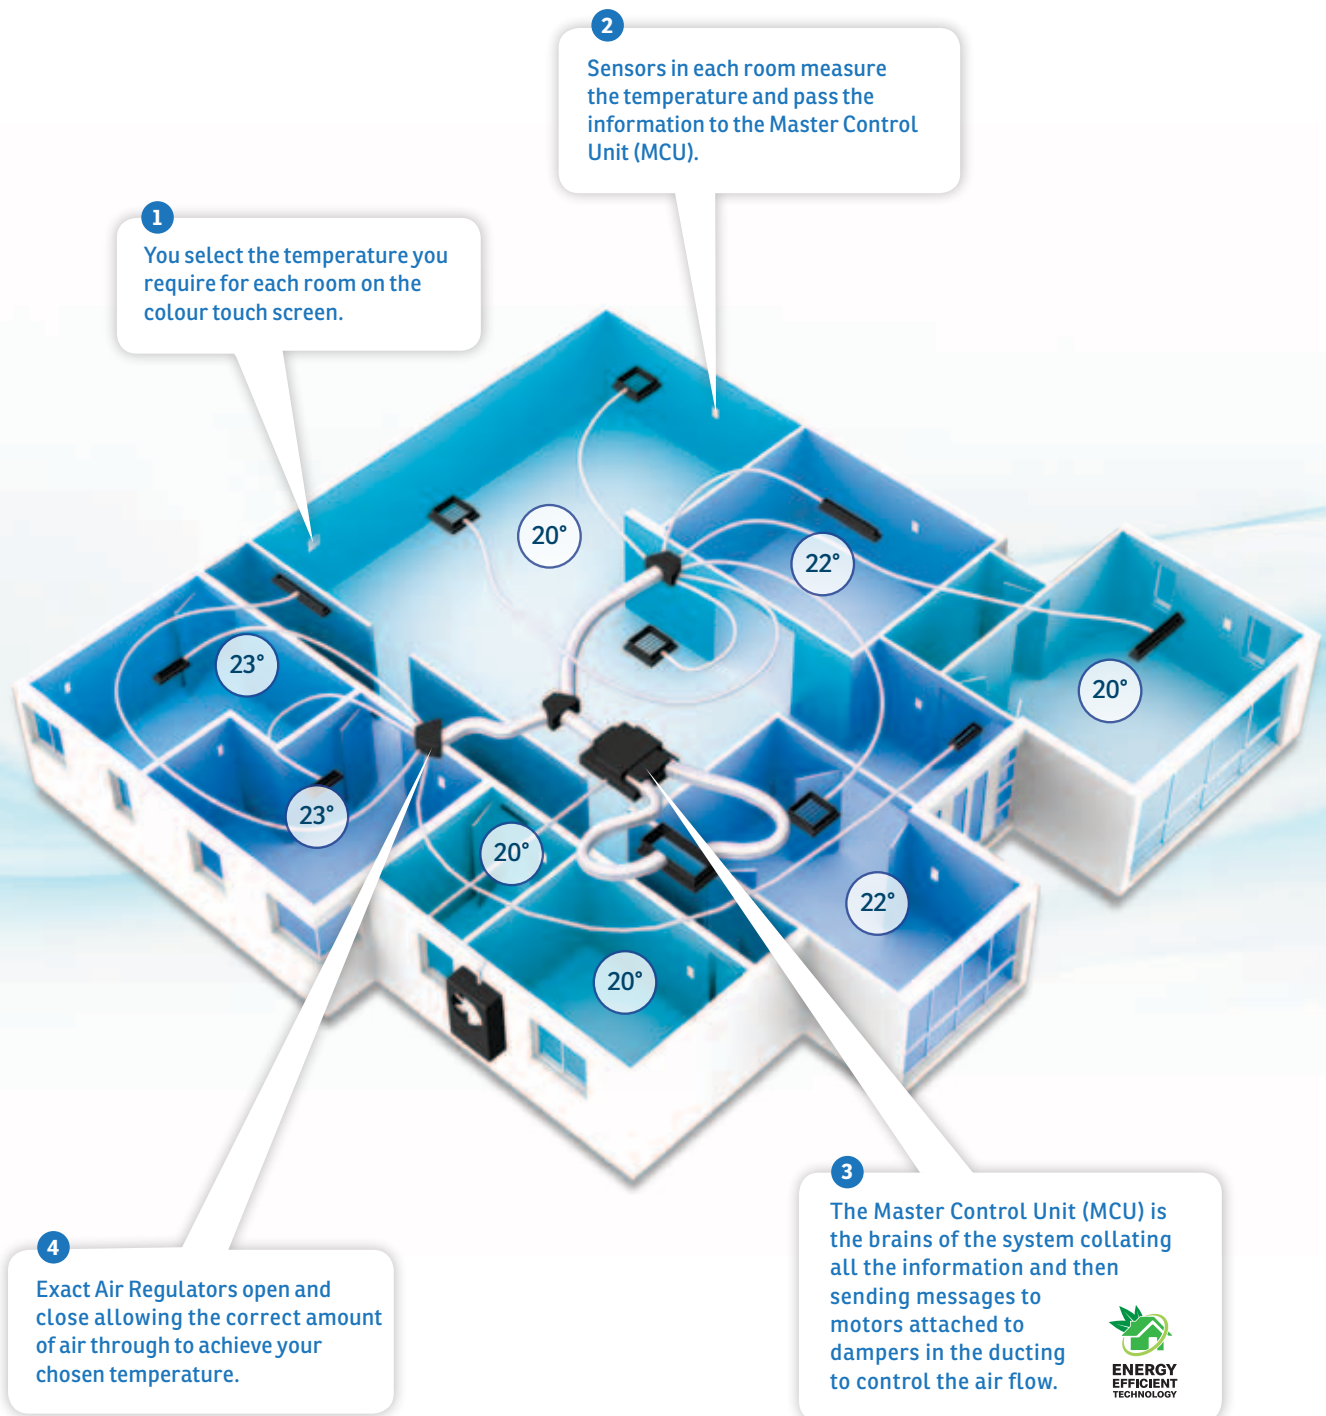 1
You select the temperature you
require for each room on the
colour touch screen.
2
Sensors in each room measure
the temperature and pass the
information to the Master Control
Unit (MCU).
20°
22°
23°
20°
23°
20°
22°
20°
3
The Master Control Unit (MCU) is
the brains of the system collating
all the information and then
sending messages to
motors attached to
dampers in the ducting
to control the air flow.
ENERGY
EFFICIENT
TECHNOLOGY
4
Exact Air Regulators open and
close allowing the correct amount
of air through to achieve your
chosen temperature.